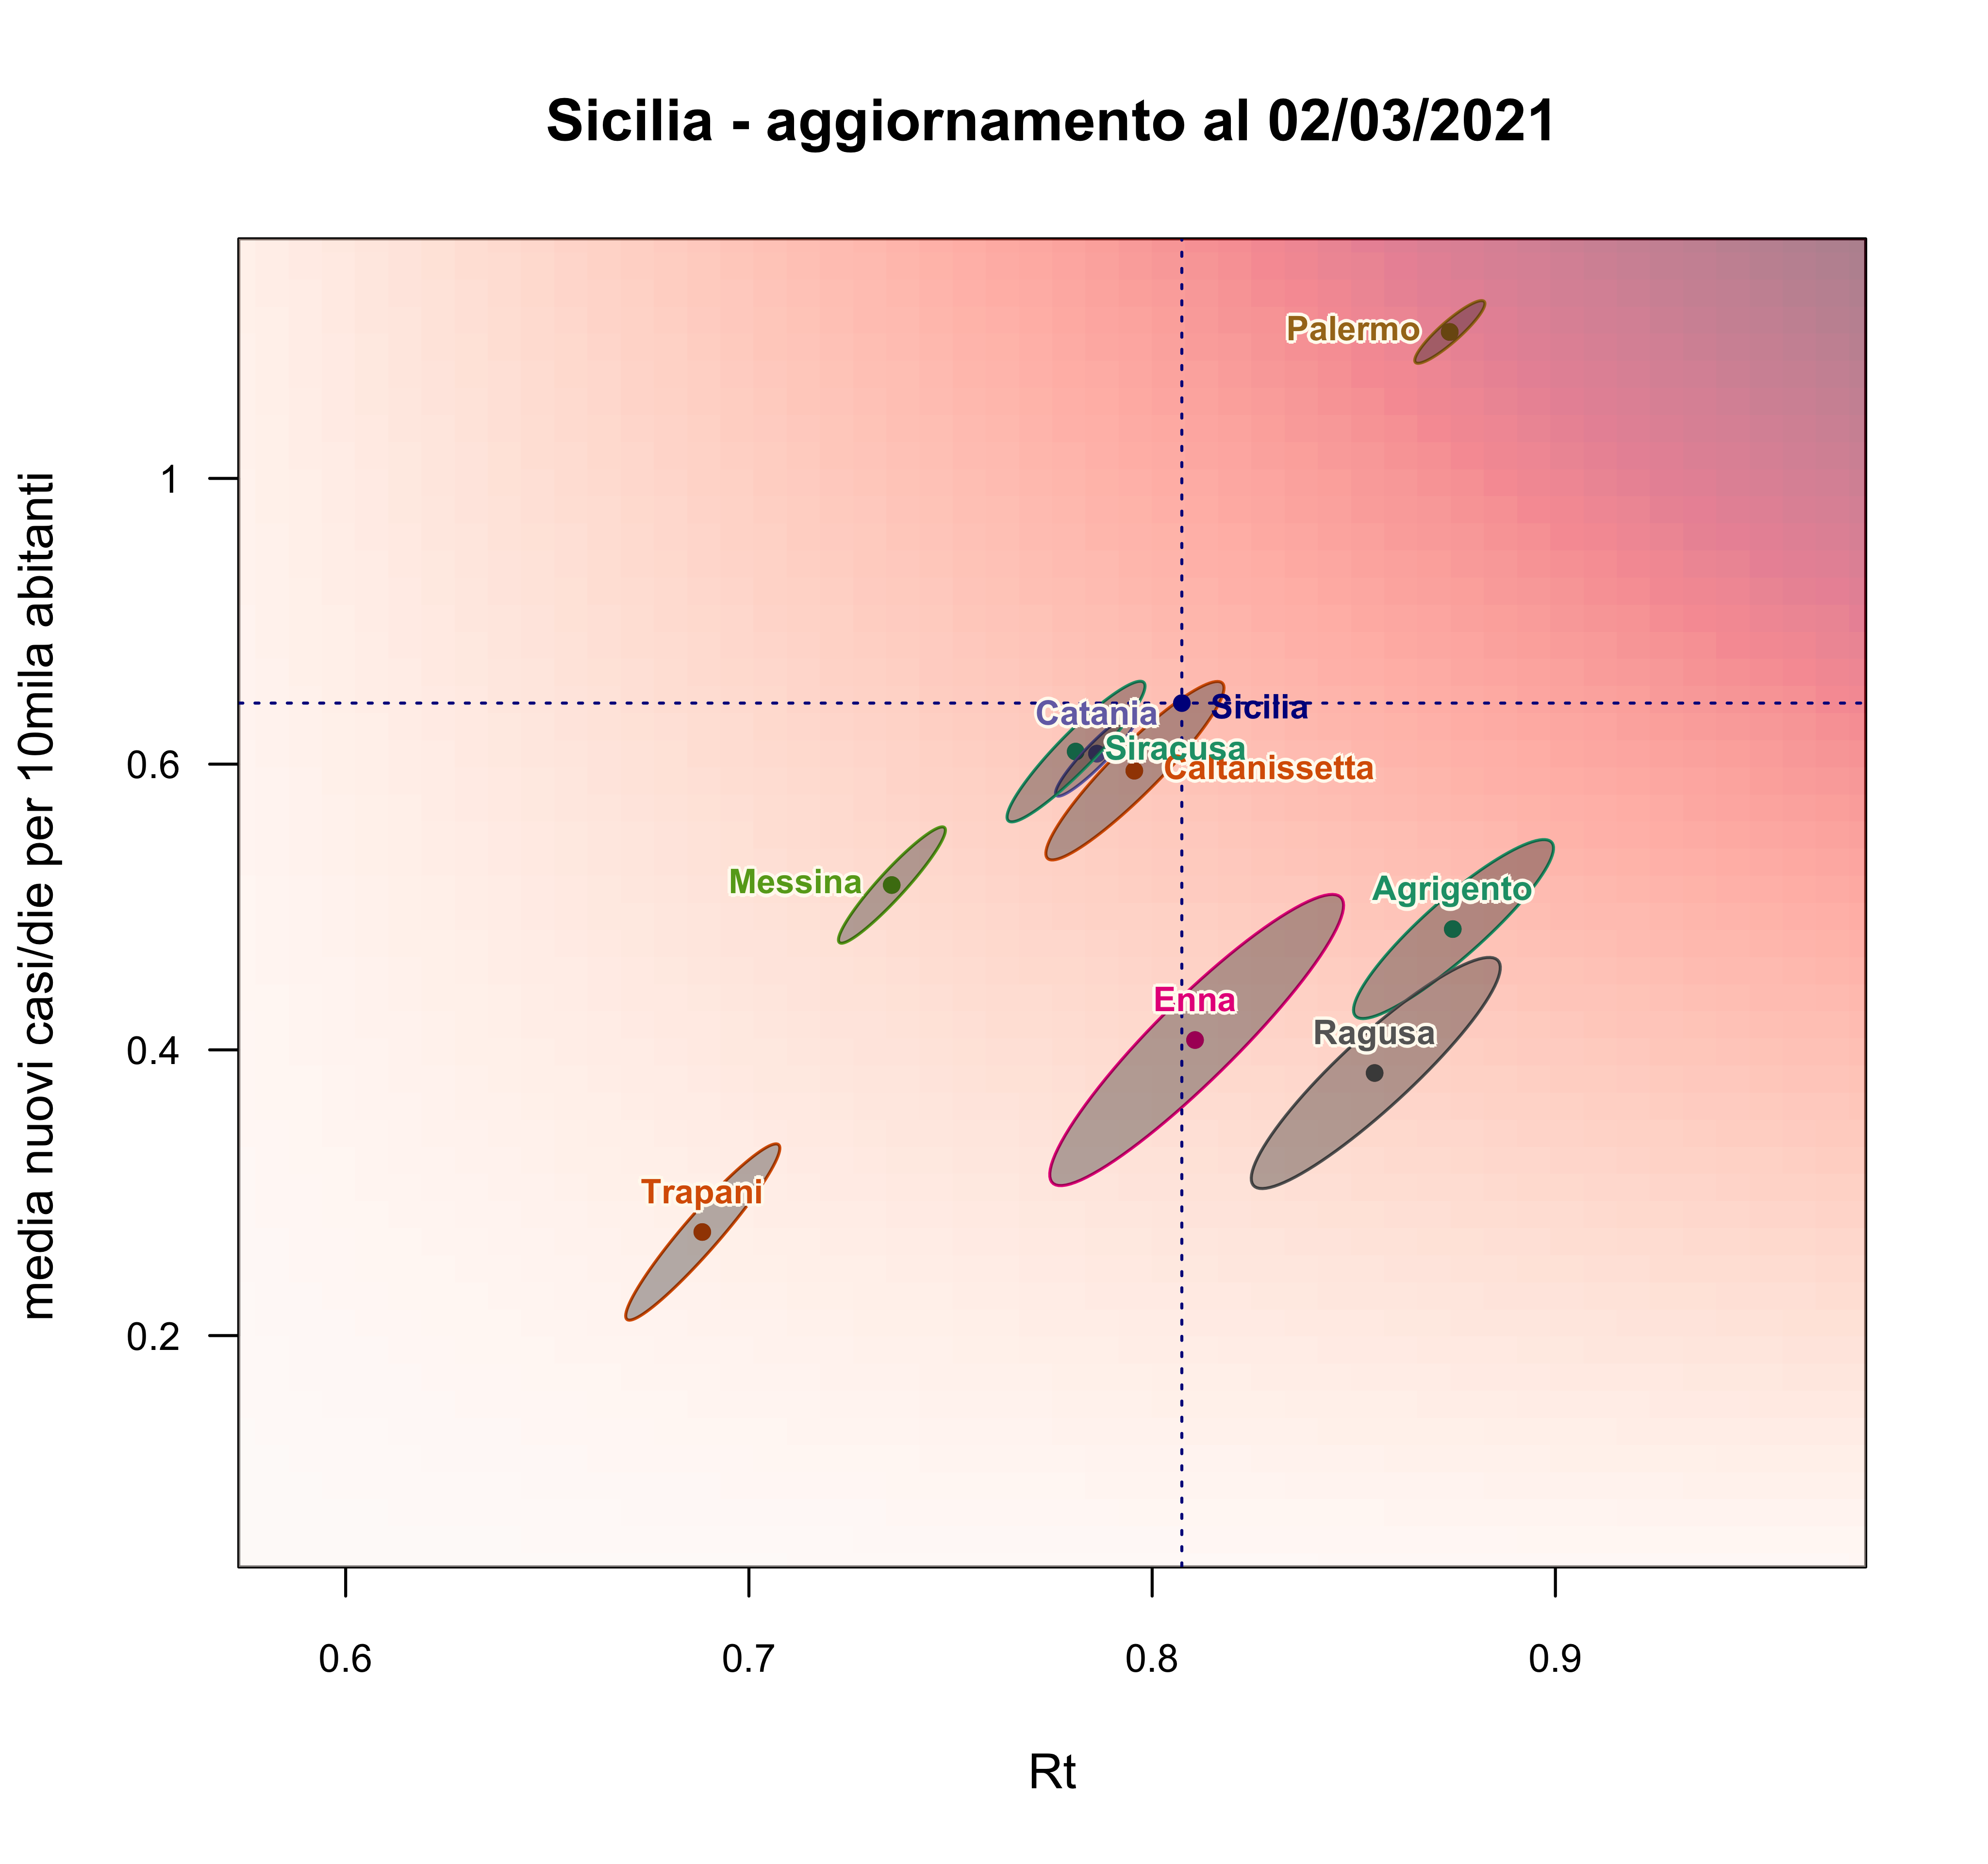 Sicilia - aggiornamento al 02/03/2021
media nuovi casi/die per 10mila abitanti
1
0.6
0.4
0.2
Palermo
Sicilia
Catania
Siracusa
Caltanissetta
Messina
Agrigento
Enna
Ragusa
Trapani
0.6 0.7 0.8 0.9
Rt